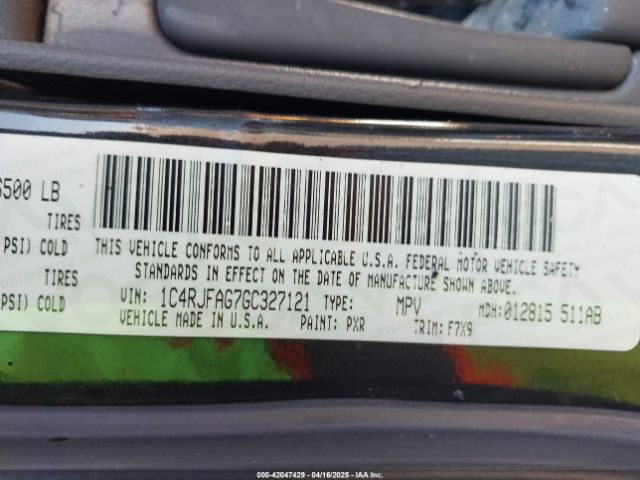 6500 LB
TIRES
PSI) COLD
TIRES
PSI) COLD
THIS VEHICLE CONFORMS TO ALL APPLICABLE U.S.A. FEDERAL MOTOR VEHICLE SAFETY
STANDARDS IN EFFECT ON THE DATE OF MANUFACTURE SHOWN ABOVE.
VIN: 1C4RJFAG7GC327121 TYPE: MPV MDH:012815 511AB
VEHICLE MADE IN U.S.A. PAINT: PXR TRIM: F7X9
000-42047429 - 04/16/2025 - IAA Inc.